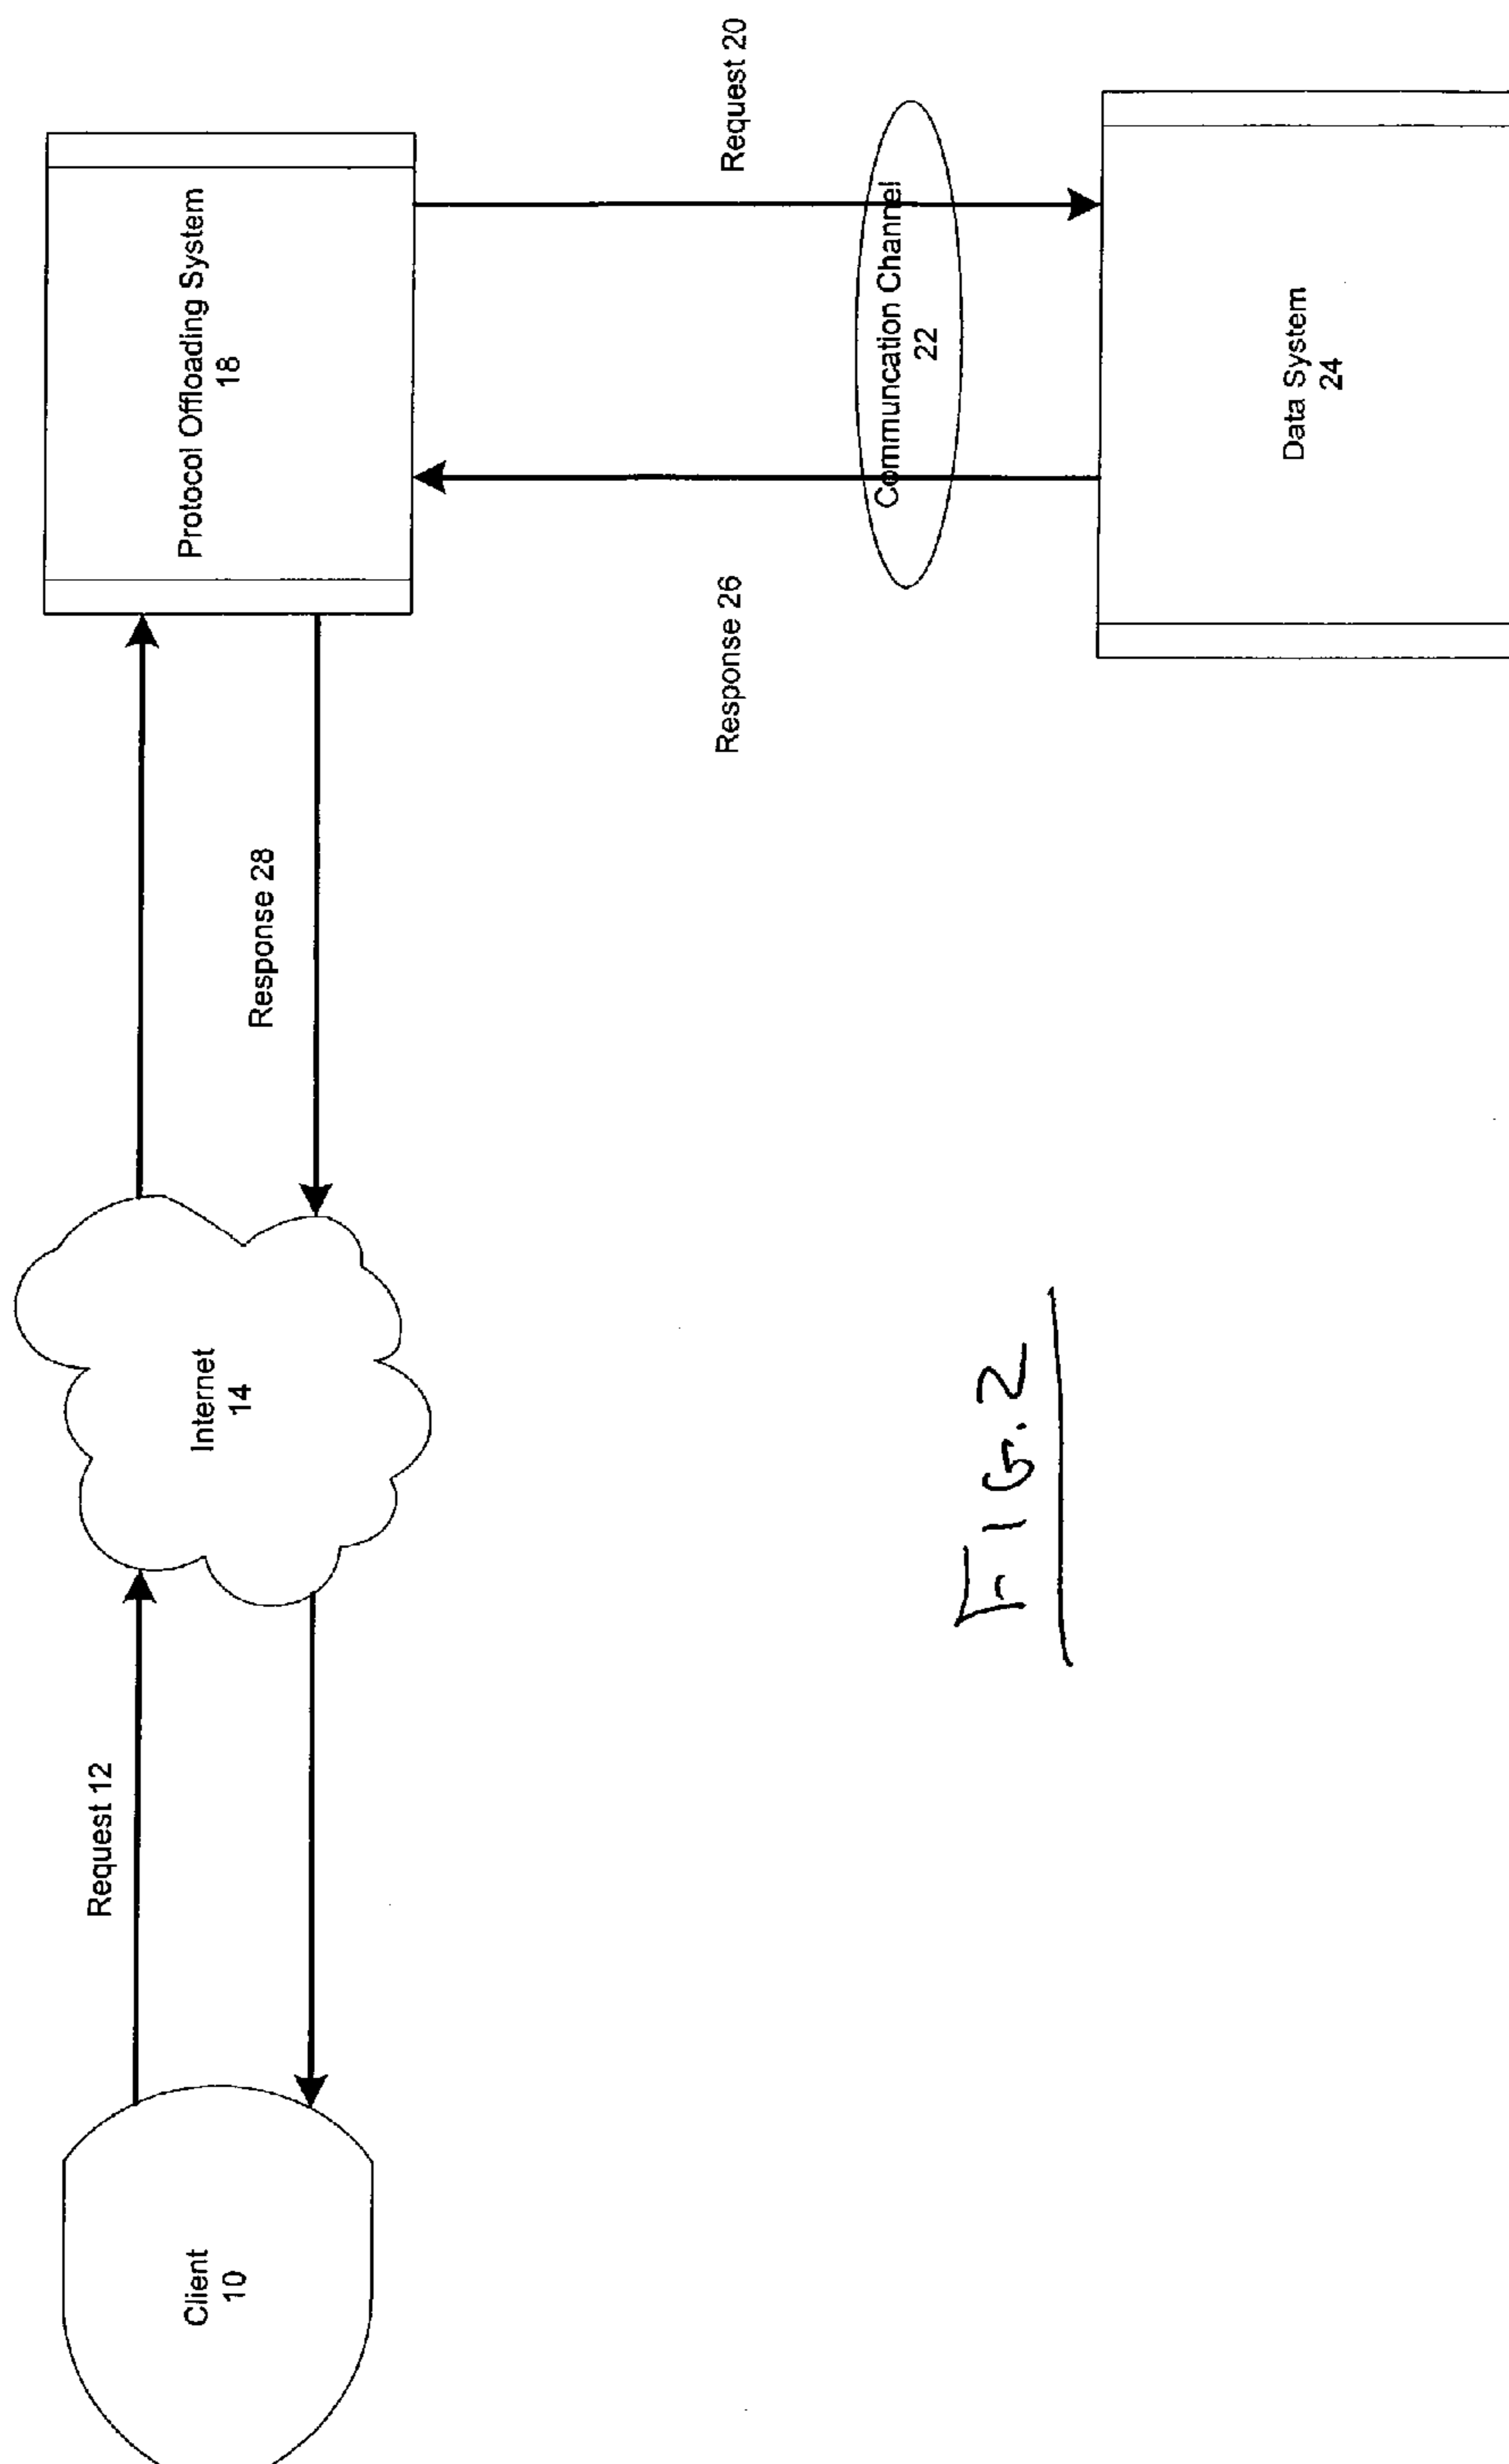 Client
10
Request 12
Internet
14
Response 28
Protocol Offloading System
18
Request 20
Response 26
Communcation Channel
22
Data System
24
FIG. 2